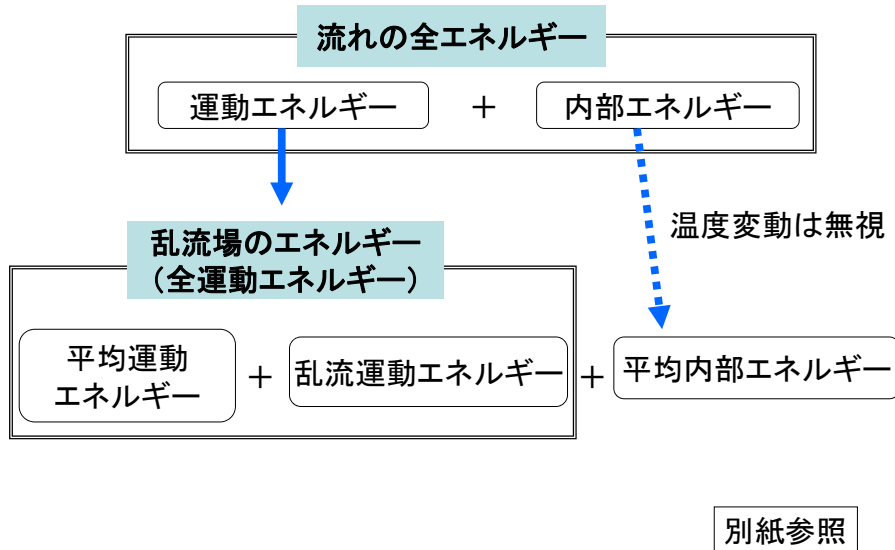 流れの全エネルギー
運動エネルギー + 内部エネルギー
温度変動は無視
乱流場のエネルギー
(全運動エネルギー)
平均運動
エネルギー
+ 乱流運動エネルギー + 平均内部エネルギー
別紙参照